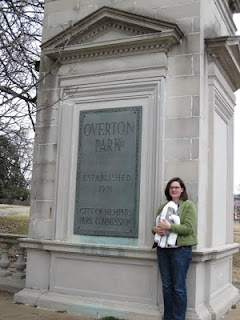 OVERTON
PARK
ESTABLISHED
1901
CITY OF MEMPHIS
PARK COMMISSION